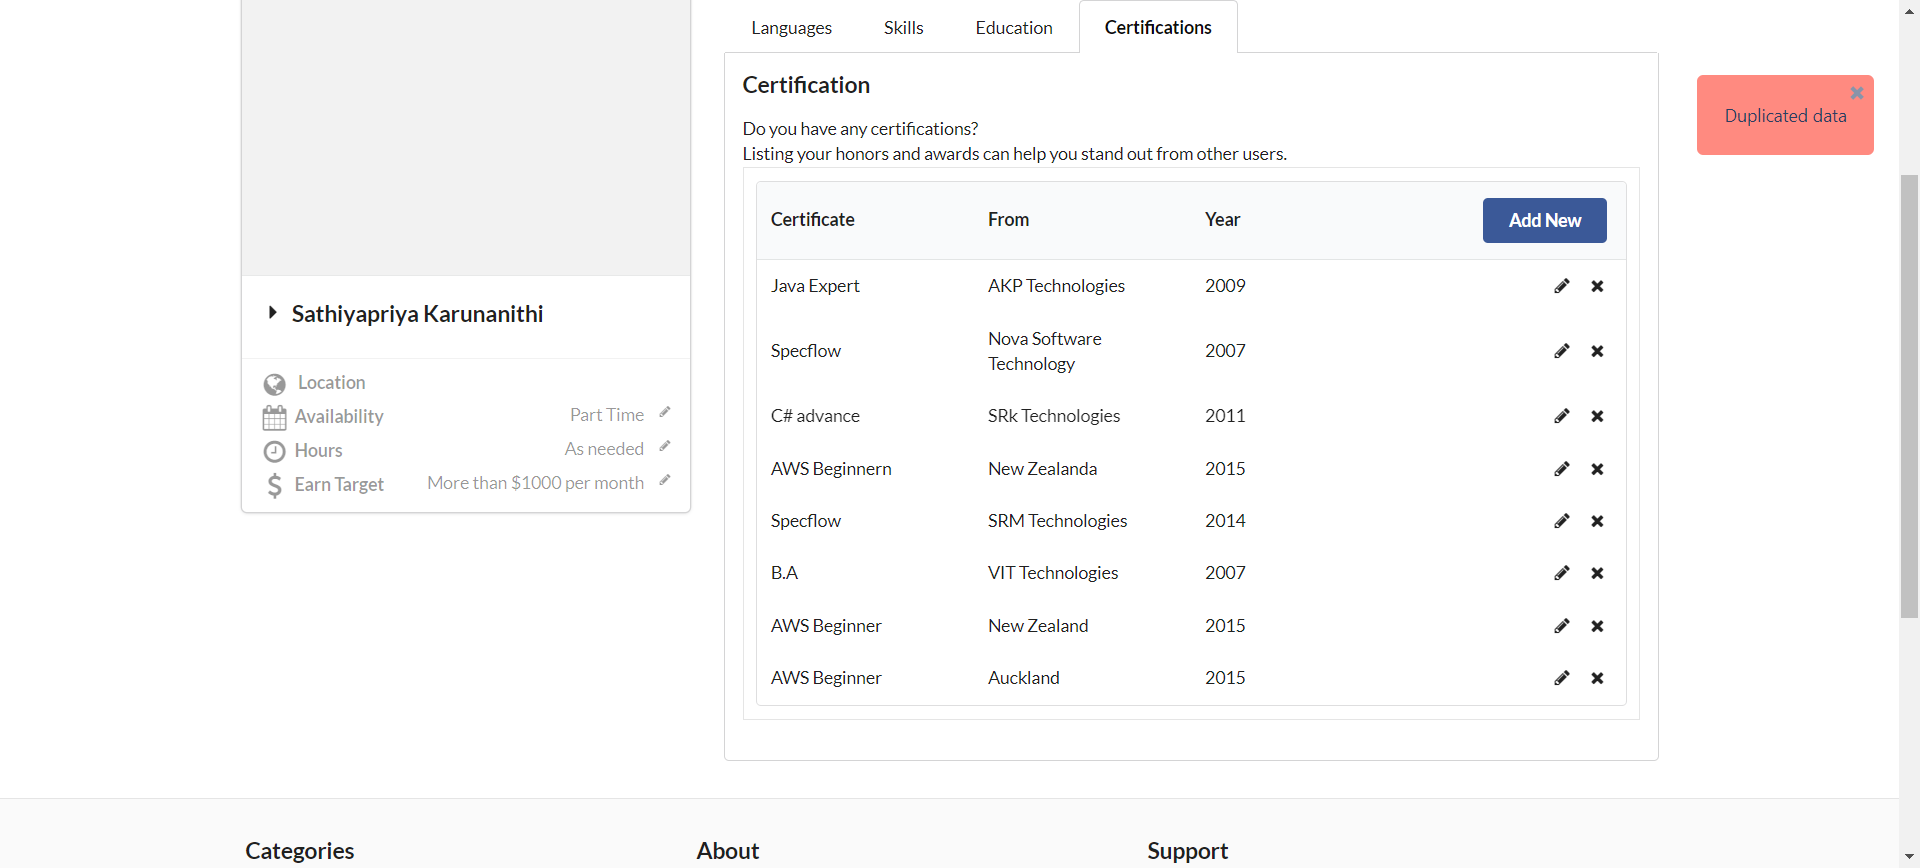 Languages
Skills
Education
Certifications
Certification
Do you have any certifications?
Listing your honors and awards can help you stand out from other users.
Certificate From Year Add New
Java Expert AKP Technologies 2009
Specflow Nova Software Technology 2007
C# advance SRk Technologies 2011
AWS Beginnern New Zealanda 2015
Specflow SRM Technologies 2014
B.A VIT Technologies 2007
AWS Beginner New Zealand 2015
AWS Beginner Auckland 2015
Duplicated data
Sathiyapriya Karunanithi
Location
Availability Part Time
Hours As needed
Earn Target More than $1000 per month
Categories
About
Support